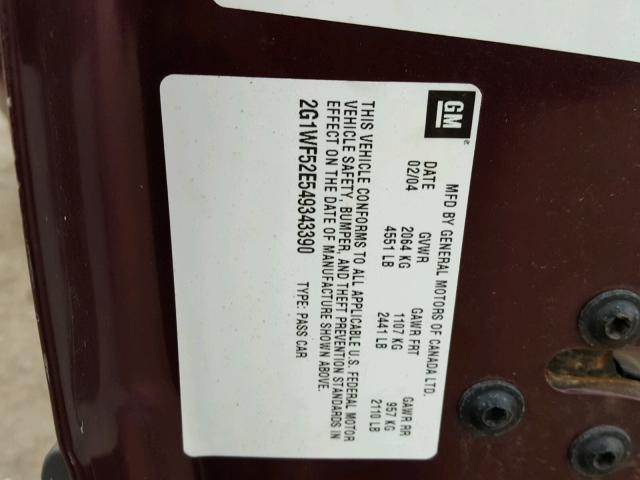 GM
MFD BY GENERAL MOTORS OF CANADA LTD.
DATE GVWR GAWR FRT GAWR RR
02/04 2064 KG 1107 KG 957 KG
4551 LB 2441 LB 2110 LB
THIS VEHICLE CONFORMS TO ALL APPLICABLE U.S. FEDERAL MOTOR
VEHICLE SAFETY, BUMPER, AND THEFT PREVENTION STANDARDS IN
EFFECT ON THE DATE OF MANUFACTURE SHOWN ABOVE.
2G1WF52E549343390 TYPE: PASS CAR